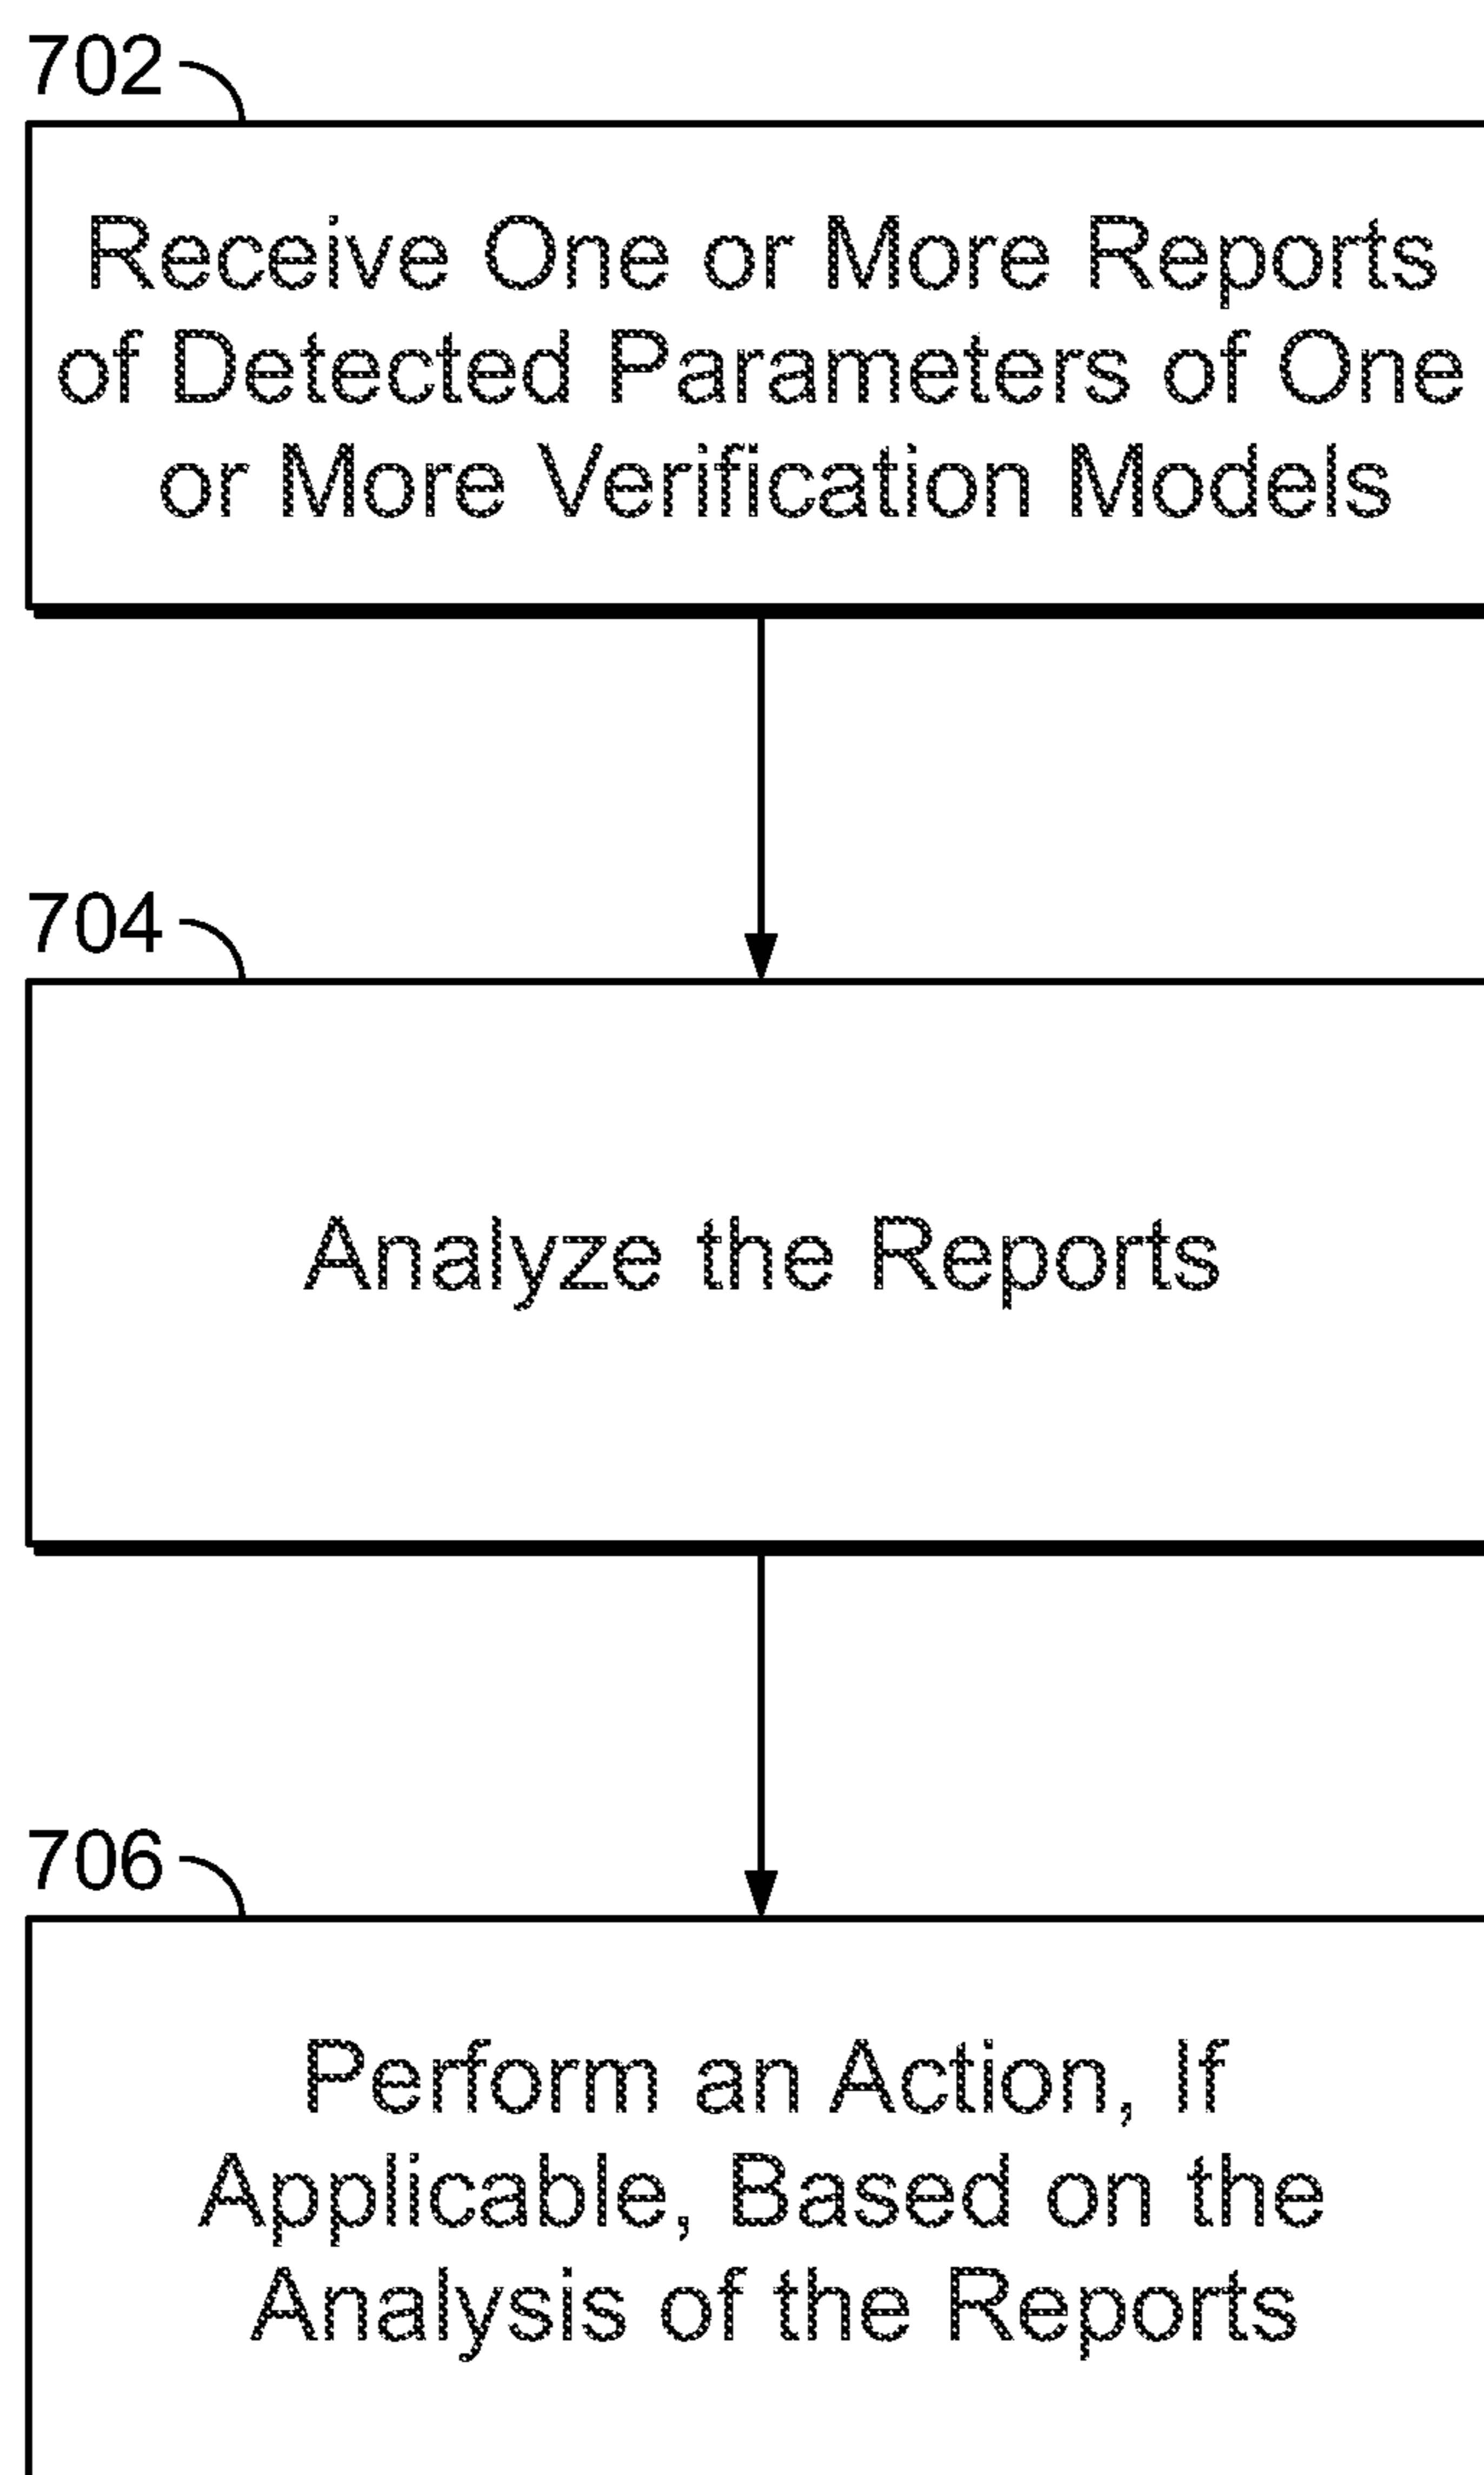 702
Receive One or More Reports
of Detected Parameters of One
or More Verification Models
704
Analyze the Reports
706
Perform an Action, If
Applicable, Based on the
Analysis of the Reports